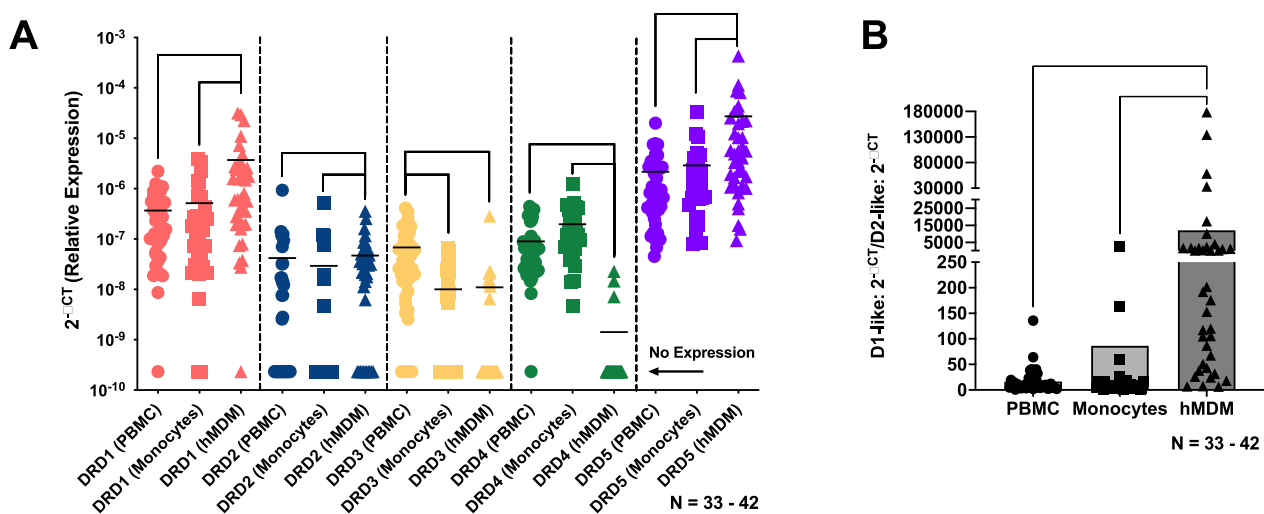 A
2^-□CT (Relative Expression)
10^-3
10^-4
10^-5
10^-6
10^-7
10^-8
10^-9
10^-10
No Expression
DRD1 (PBMC)
DRD1 (Monocytes)
DRD1 (hMDM)
DRD2 (PBMC)
DRD2 (Monocytes)
DRD2 (hMDM)
DRD3 (PBMC)
DRD3 (Monocytes)
DRD3 (hMDM)
DRD4 (PBMC)
DRD4 (Monocytes)
DRD4 (hMDM)
DRD5 (PBMC)
DRD5 (Monocytes)
DRD5 (hMDM)
N = 33 - 42
B
D1-like: 2^-□CT/D2-like: 2^-□CT
180000
130000
80000
30000
15000
5000
250
200
150
100
50
0
PBMC Monocytes hMDM
N = 33 - 42